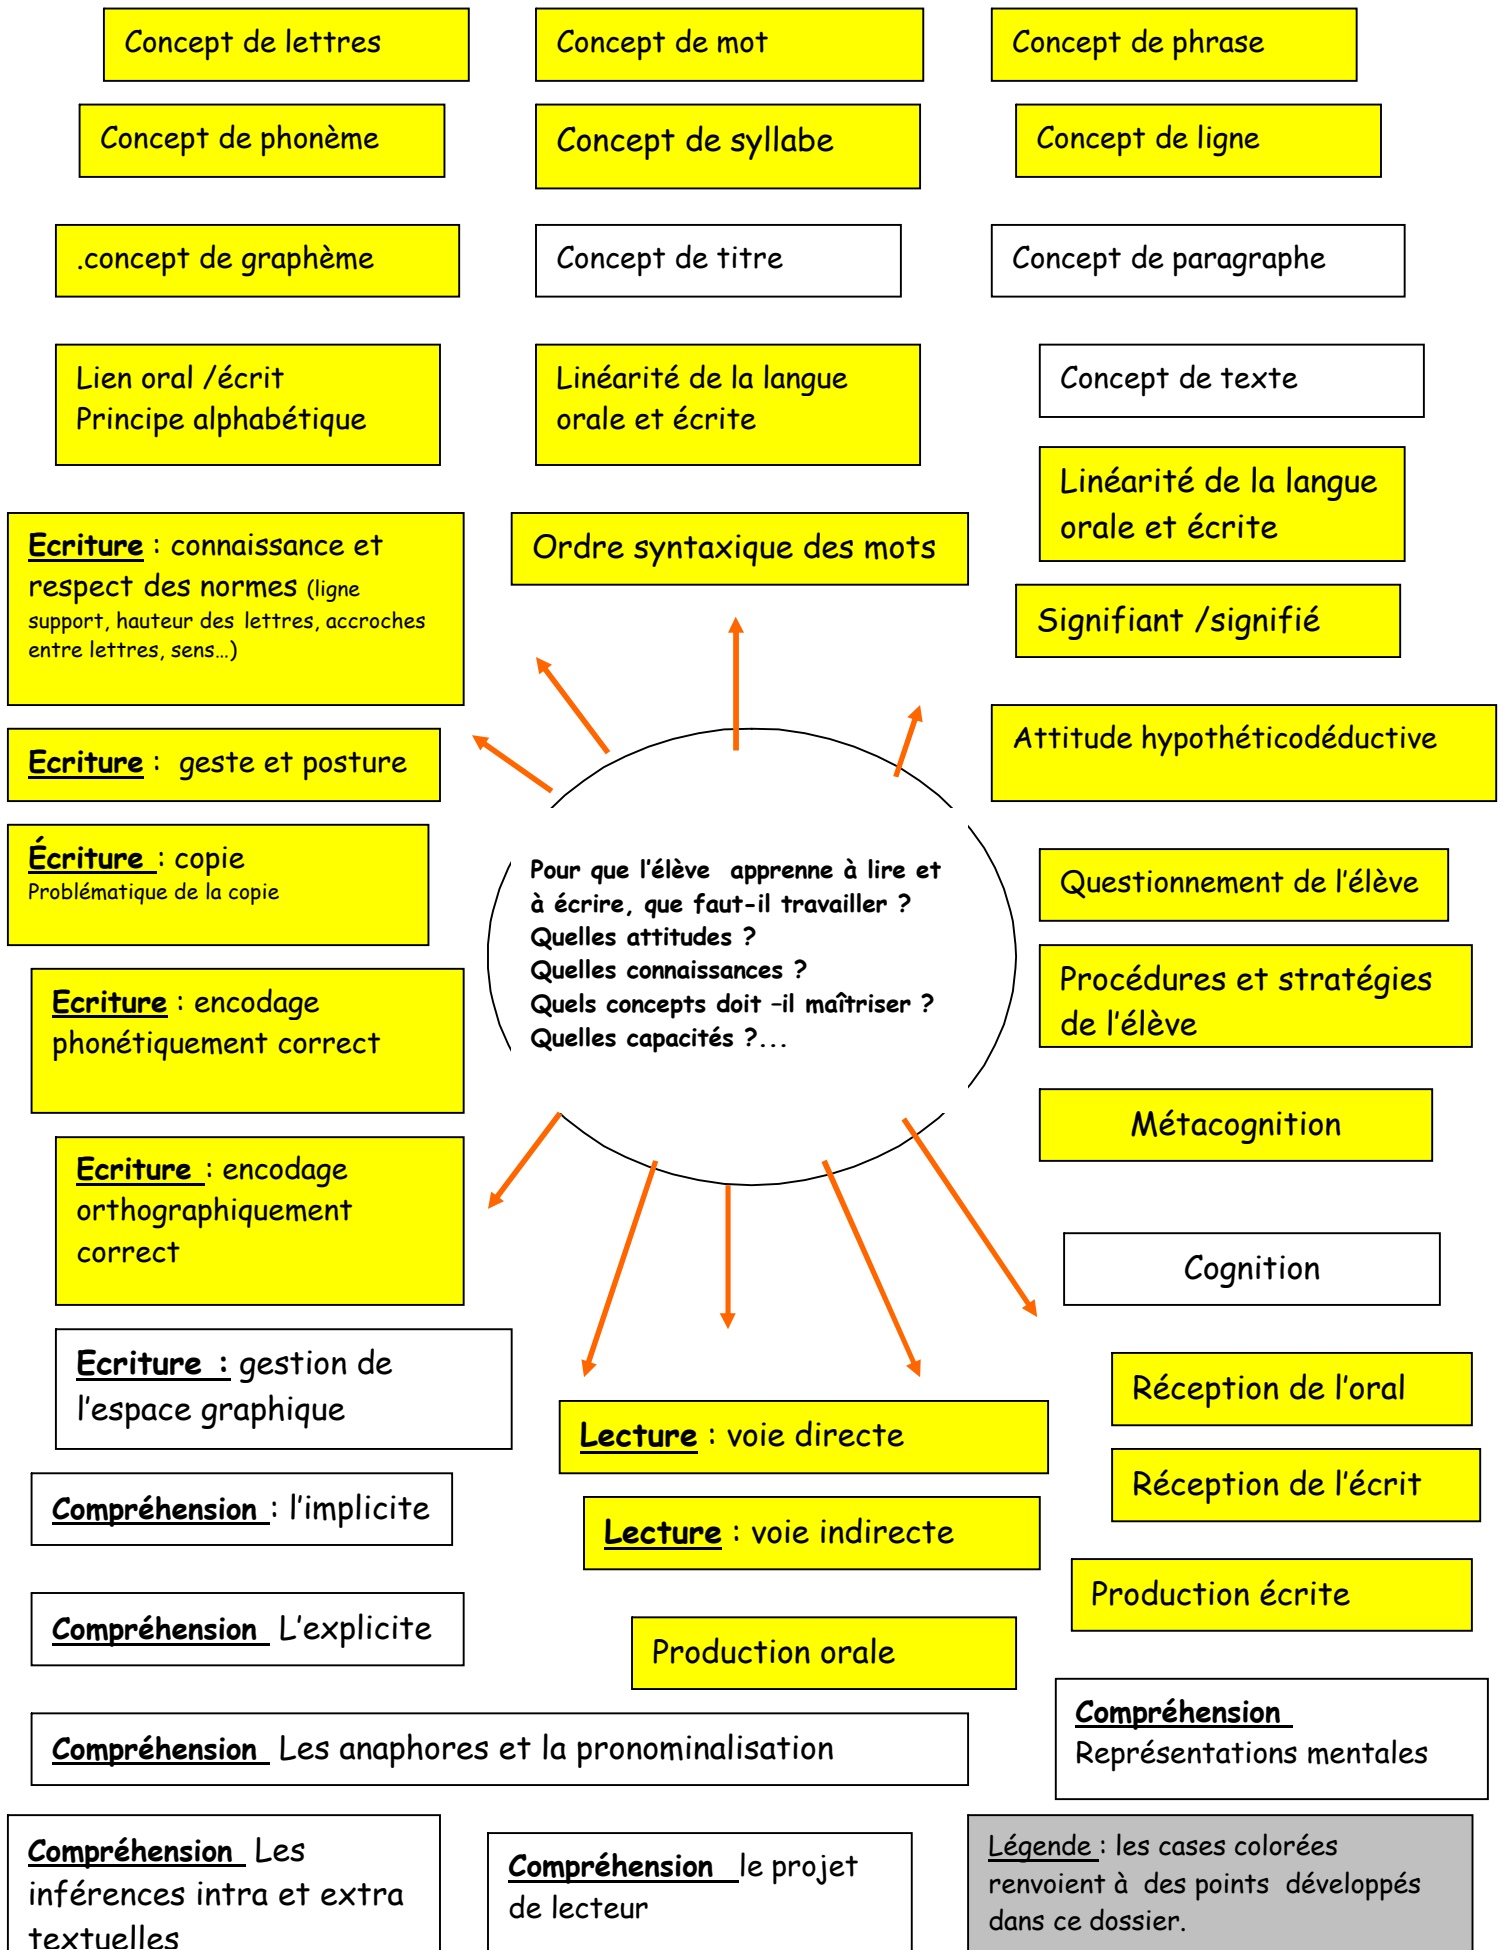 Concept de lettres
Concept de mot
Concept de phrase
Concept de phonème
Concept de syllabe
Concept de ligne
.concept de graphème
Concept de titre
Concept de paragraphe
Lien oral /écrit
Principe alphabétique
Linéarité de la langue
orale et écrite
Concept de texte
Linéarité de la langue
orale et écrite
Ecriture : connaissance et
respect des normes (ligne
support, hauteur des lettres, accroches
entre lettres, sens…)
Ordre syntaxique des mots
Signifiant /signifié
Ecriture : geste et posture
Attitude hypothéticodéductive
Écriture : copie
Problématique de la copie
Pour que l'élève apprenne à lire et
à écrire, que faut-il travailler ?
Quelles attitudes ?
Quelles connaissances ?
Quels concepts doit –il maîtriser ?
Quelles capacités ?...
Questionnement de l'élève
Procédures et stratégies
de l'élève
Ecriture : encodage
phonétiquement correct
Métacognition
Ecriture : encodage
orthographiquement
correct
Cognition
Ecriture : gestion de
l'espace graphique
Réception de l'oral
Lecture : voie directe
Réception de l'écrit
Compréhension : l'implicite
Lecture : voie indirecte
Production écrite
Compréhension L'explicite
Production orale
Compréhension Les anaphores et la pronominalisation
Compréhension
Représentations mentales
Compréhension Les
inférences intra et extra
textuelles
Compréhension le projet
de lecteur
Légende : les cases colorées
renvoient à des points développés
dans ce dossier.